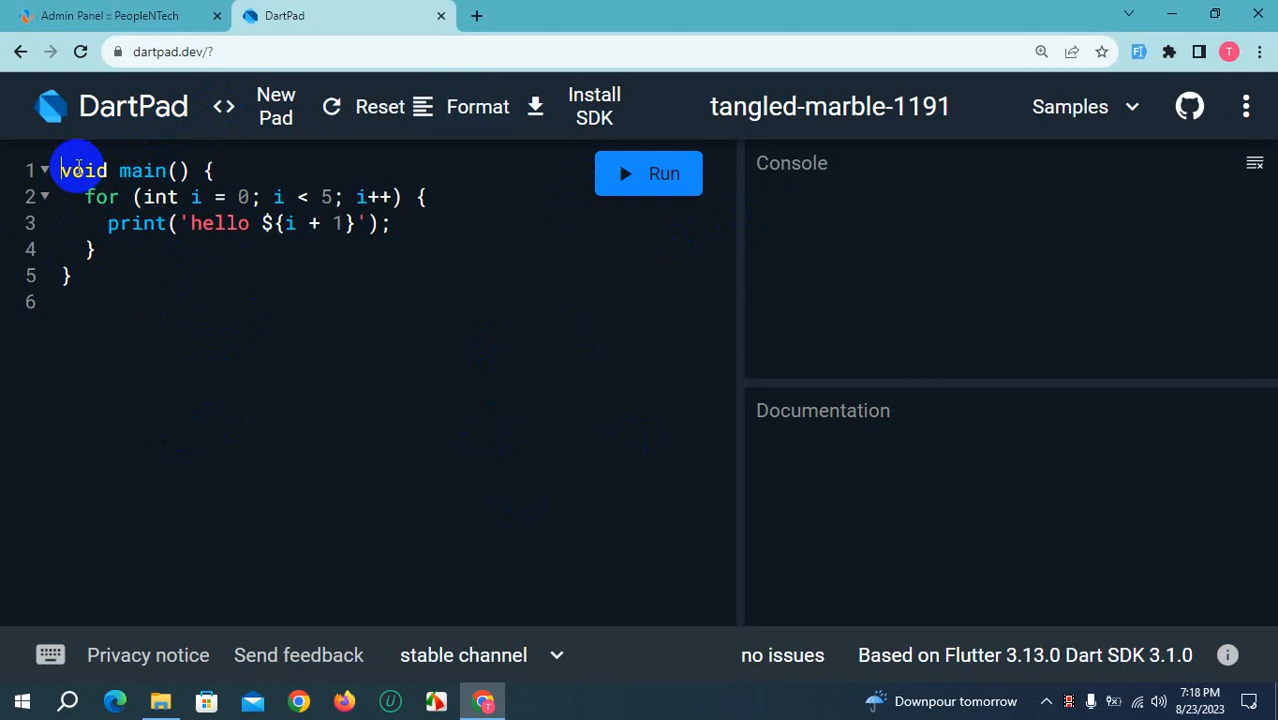 Admin Panel :: PeopleNTech
DartPad
dartpad.dev/?
DartPad
<> New Pad
Reset
Format
Install SDK
tangled-marble-1191
Samples
1 void main() {
2 for (int i = 0; i < 5; i++) {
3 print('hello ${i + 1}');
4 }
5 }
6
Run
Console
Documentation
Privacy notice
Send feedback
stable channel
no issues
Based on Flutter 3.13.0 Dart SDK 3.1.0
Downpour tomorrow
7:18 PM
8/23/2023